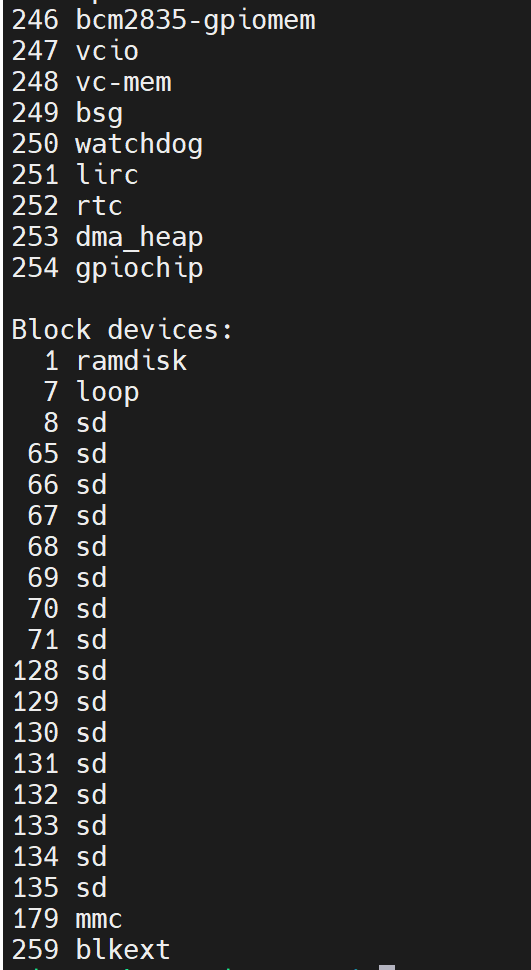 246 bcm2835-gpiomem
247 vcio
248 vc-mem
249 bsg
250 watchdog
251 lirc
252 rtc
253 dma_heap
254 gpiochip

Block devices:
  1 ramdisk
  7 loop
  8 sd
 65 sd
 66 sd
 67 sd
 68 sd
 69 sd
 70 sd
 71 sd
128 sd
129 sd
130 sd
131 sd
132 sd
133 sd
134 sd
135 sd
179 mmc
259 blkext